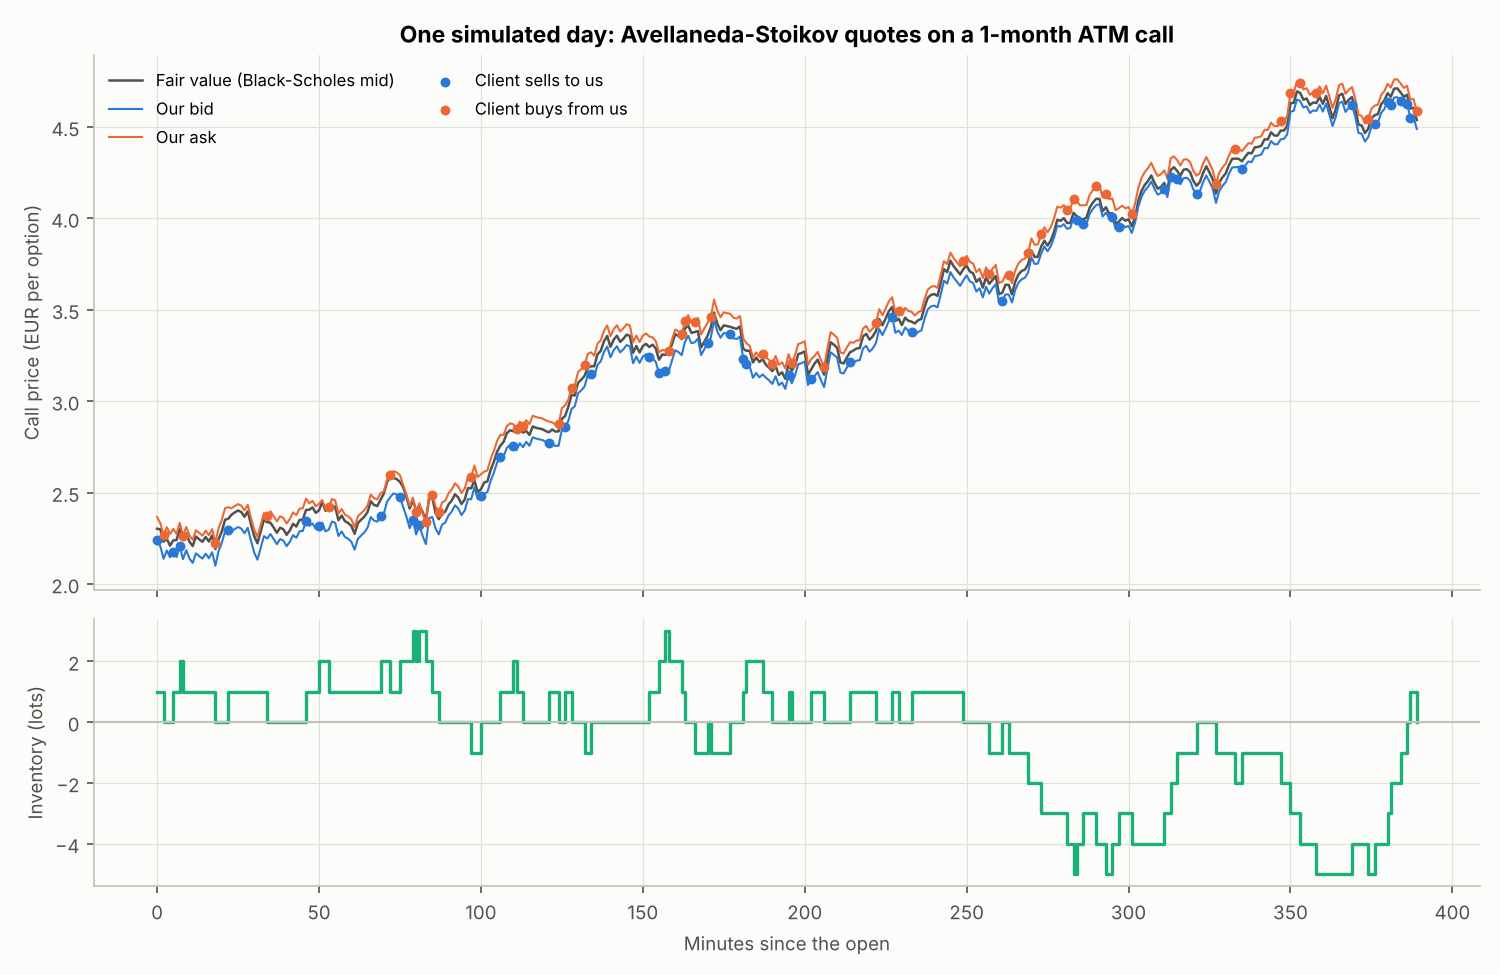 One simulated day: Avellaneda-Stoikov quotes on a 1-month ATM call
Fair value (Black-Scholes mid)
Our bid
Our ask
Client sells to us
Client buys from us
Call price (EUR per option)
4.5
4.0
3.5
3.0
2.5
2.0
Inventory (lots)
2
0
−2
−4
0 50 100 150 200 250 300 350 400
Minutes since the open